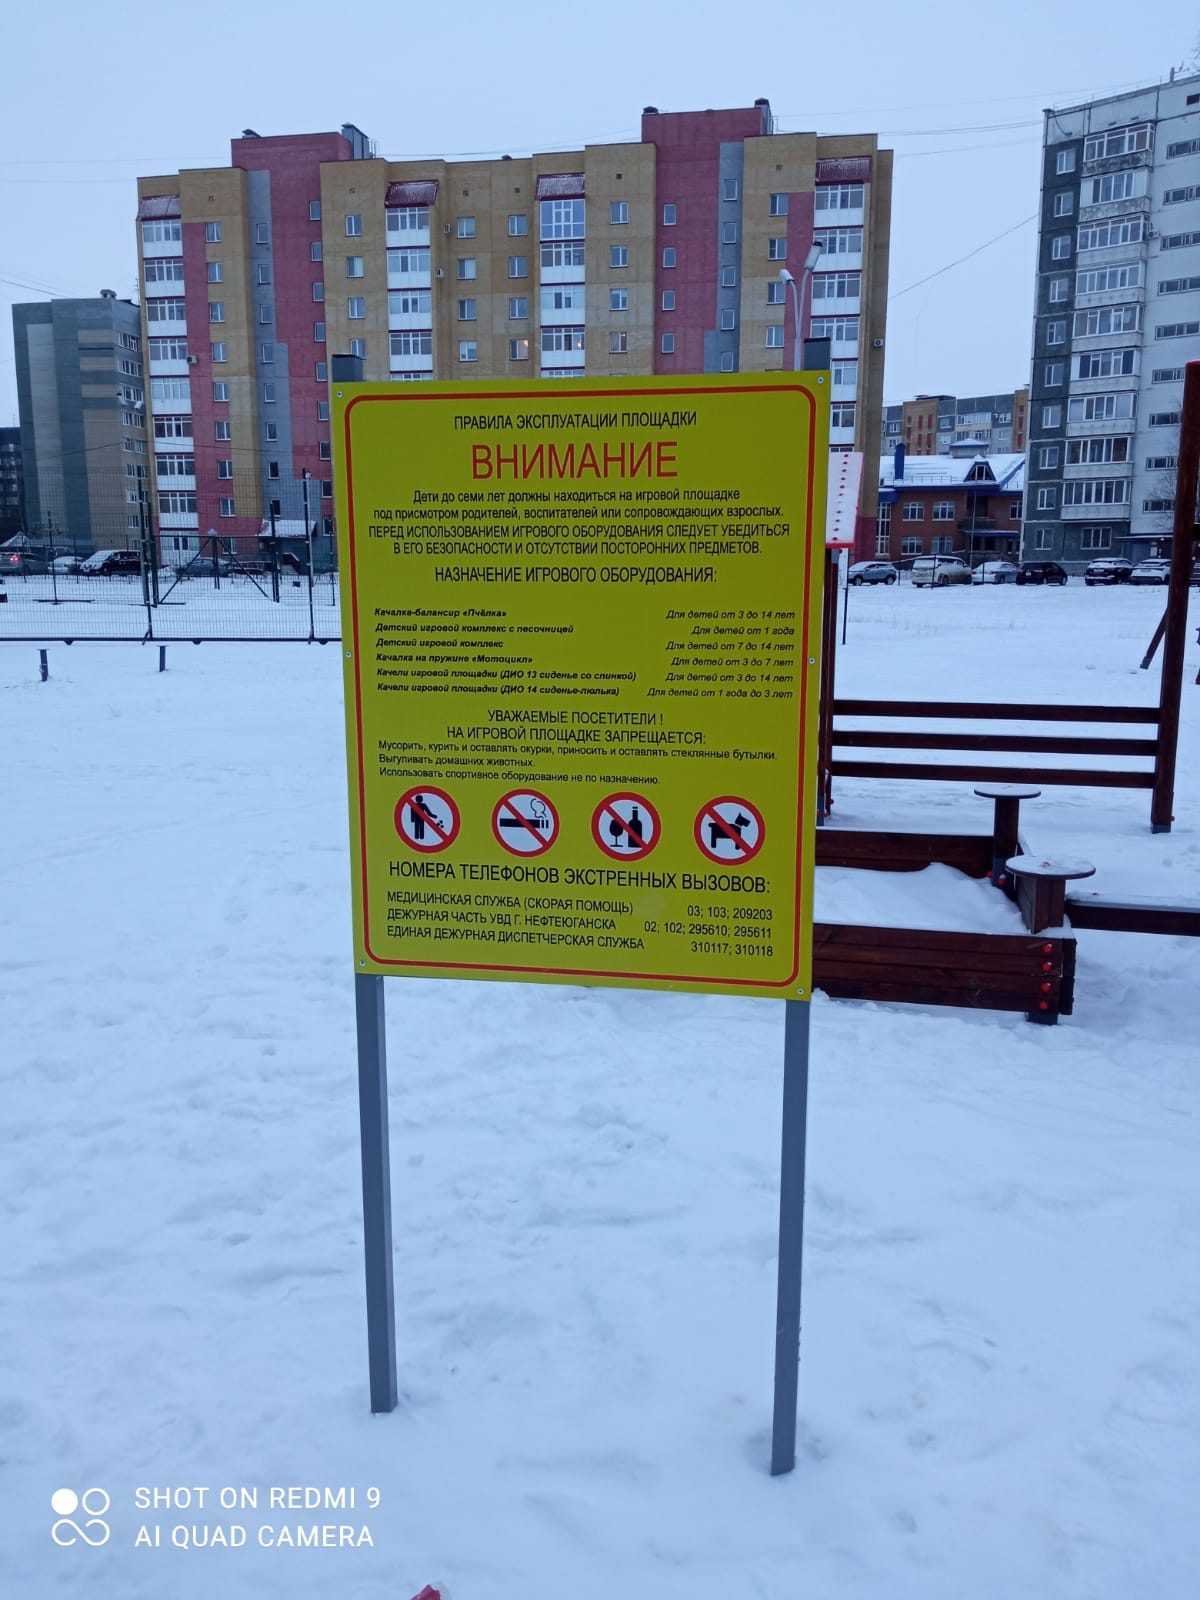 ПРАВИЛА ЭКСПЛУАТАЦИИ ПЛОЩАДКИ
ВНИМАНИЕ
Дети до семи лет должны находиться на игровой площадке
под присмотром родителей, воспитателей или сопровождающих взрослых.
ПЕРЕД ИСПОЛЬЗОВАНИЕМ ИГРОВОГО ОБОРУДОВАНИЯ СЛЕДУЕТ УБЕДИТЬСЯ
В ЕГО БЕЗОПАСНОСТИ И ОТСУТСТВИИ ПОСТОРОННИХ ПРЕДМЕТОВ.
НАЗНАЧЕНИЕ ИГРОВОГО ОБОРУДОВАНИЯ:
Качалка-балансир «Пчёлка» Для детей от 3 до 14 лет
Детский игровой комплекс с песочницей Для детей от 1 года
Детский игровой комплекс Для детей от 7 до 14 лет
Качалка на пружине «Мотоцикл» Для детей от 3 до 7 лет
Качели игровой площадки (ДИО 13 сиденье со спинкой) Для детей от 3 до 14 лет
Качели игровой площадки (ДИО 14 сиденье-люлька) Для детей от 1 года до 3 лет
УВАЖАЕМЫЕ ПОСЕТИТЕЛИ !
НА ИГРОВОЙ ПЛОЩАДКЕ ЗАПРЕЩАЕТСЯ:
Мусорить, курить и оставлять окурки, приносить и оставлять стеклянные бутылки.
Выгуливать домашних животных.
Использовать спортивное оборудование не по назначению.
НОМЕРА ТЕЛЕФОНОВ ЭКСТРЕННЫХ ВЫЗОВОВ:
МЕДИЦИНСКАЯ СЛУЖБА (СКОРАЯ ПОМОЩЬ) 03; 103; 209203
ДЕЖУРНАЯ ЧАСТЬ УВД Г. НЕФТЕЮГАНСКА 02; 102; 295610; 295611
ЕДИНАЯ ДЕЖУРНАЯ ДИСПЕТЧЕРСКАЯ СЛУЖБА 310117; 310118
SHOT ON REDMI 9
AI QUAD CAMERA